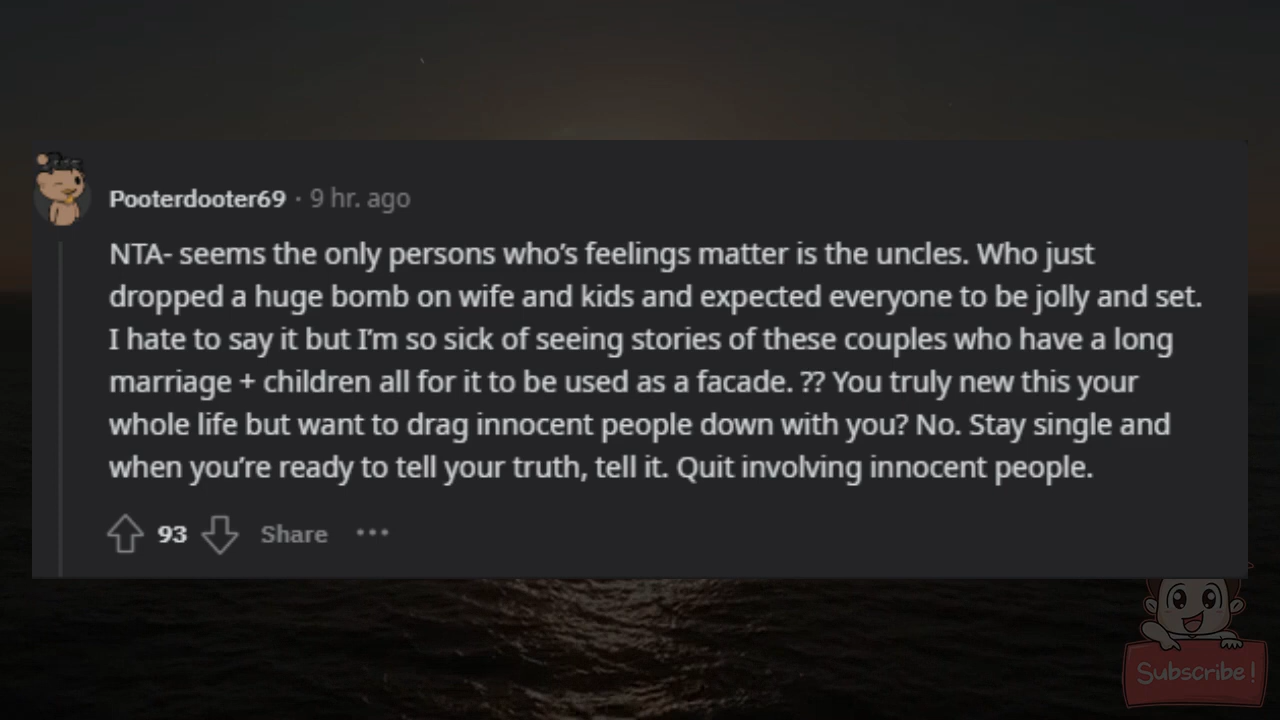 Pooterdooter69 · 9 hr. ago
NTA- seems the only persons who’s feelings matter is the uncles. Who just
dropped a huge bomb on wife and kids and expected everyone to be jolly and set.
I hate to say it but I’m so sick of seeing stories of these couples who have a long
marriage + children all for it to be used as a facade. ?? You truly new this your
whole life but want to drag innocent people down with you? No. Stay single and
when you’re ready to tell your truth, tell it. Quit involving innocent people.
93 Share ...
Subscribe!